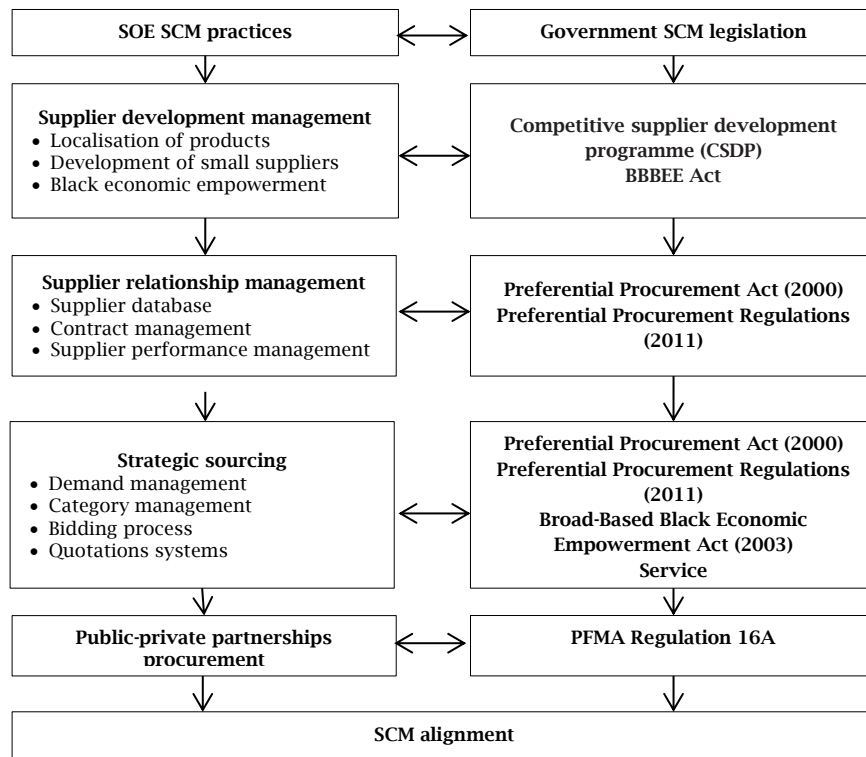 SOE SCM practices
Government SCM legislation
Supplier development management
• Localisation of products
• Development of small suppliers
• Black economic empowerment
Competitive supplier development
programme (CSDP)
BBBEE Act
Supplier relationship management
• Supplier database
• Contract management
• Supplier performance management
Preferential Procurement Act (2000)
Preferential Procurement Regulations
(2011)
Strategic sourcing
• Demand management
• Category management
• Bidding process
• Quotations systems
Preferential Procurement Act (2000)
Preferential Procurement Regulations
(2011)
Broad-Based Black Economic
Empowerment Act (2003)
Service
Public-private partnerships
procurement
PFMA Regulation 16A
SCM alignment